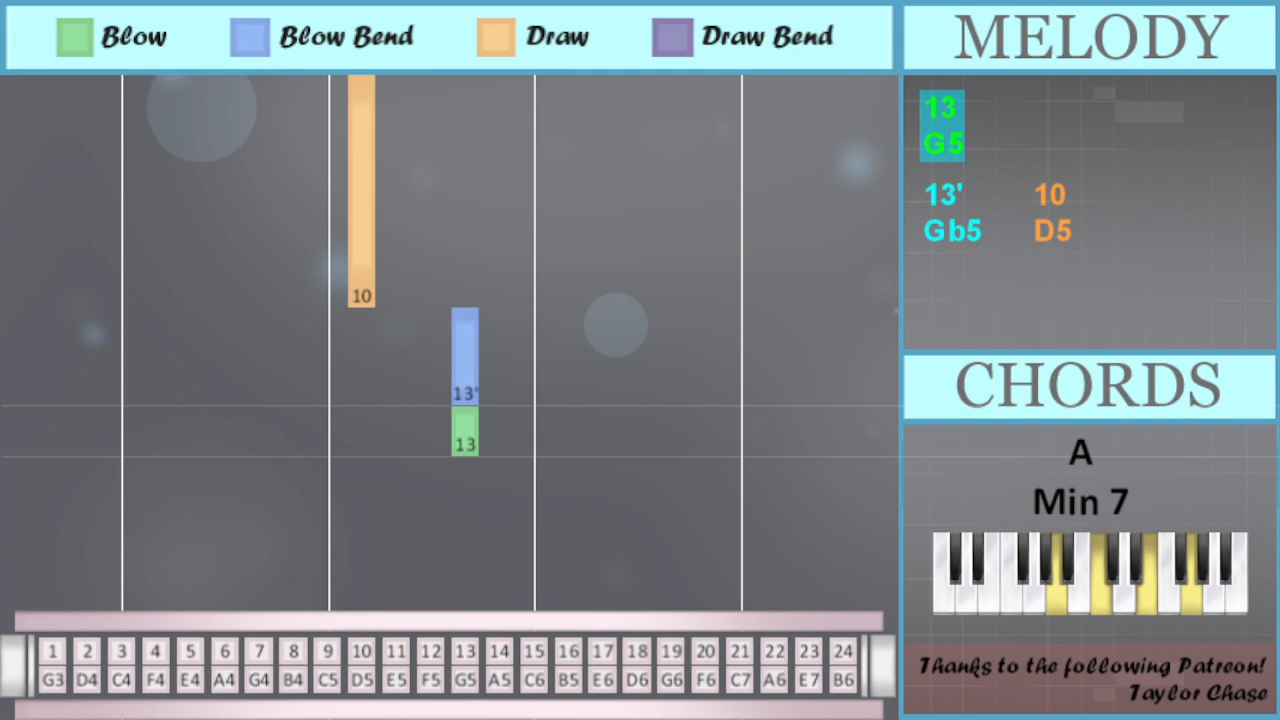 Blow Blow Bend Draw Draw Bend
MELODY
13
G5
13' 10
Gb5 D5
10
13'
13
CHORDS
A
Min 7
1 2 3 4 5 6 7 8 9 10 11 12 13 14 15 16 17 18 19 20 21 22 23 24
G3 D4 C4 F4 E4 A4 G4 B4 C5 D5 E5 F5 G5 A5 C6 B5 E6 D6 G6 F6 C7 A6 E7 B6
Thanks to the following Patreon!
Taylor Chase